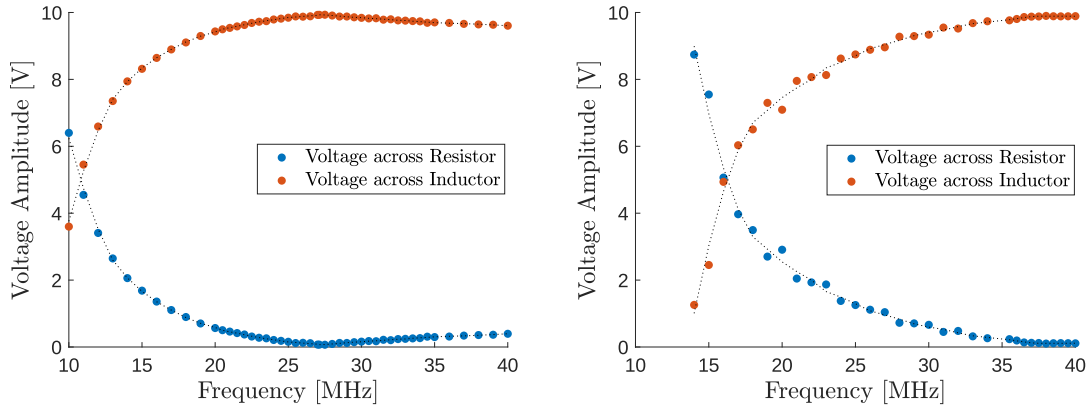 10
8
6
4
2
0
Voltage Amplitude [V]
Voltage across Resistor
Voltage across Inductor
10 15 20 25 30 35 40
Frequency [MHz]
10
8
6
4
2
0
Voltage Amplitude [V]
Voltage across Resistor
Voltage across Inductor
10 15 20 25 30 35 40
Frequency [MHz]